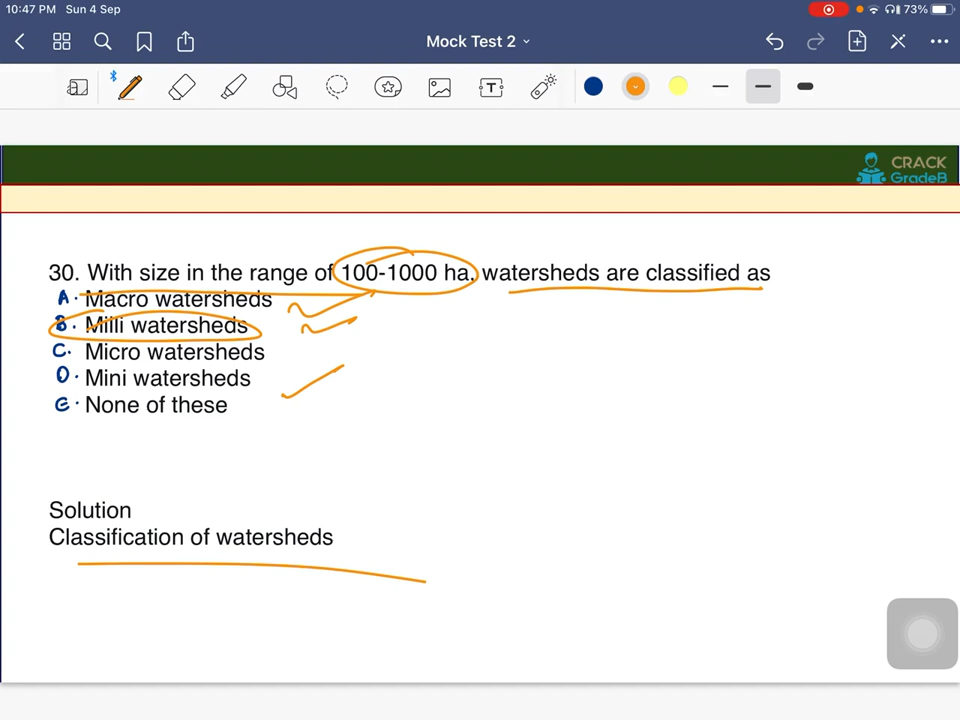 10:47 PM Sun 4 Sep
73%
Mock Test 2
T
CRACK
GradeB
30. With size in the range of 100-1000 ha. watersheds are classified as
A. Macro watersheds
B. Milli watersheds
C. Micro watersheds
D. Mini watersheds
E. None of these
Solution
Classification of watersheds